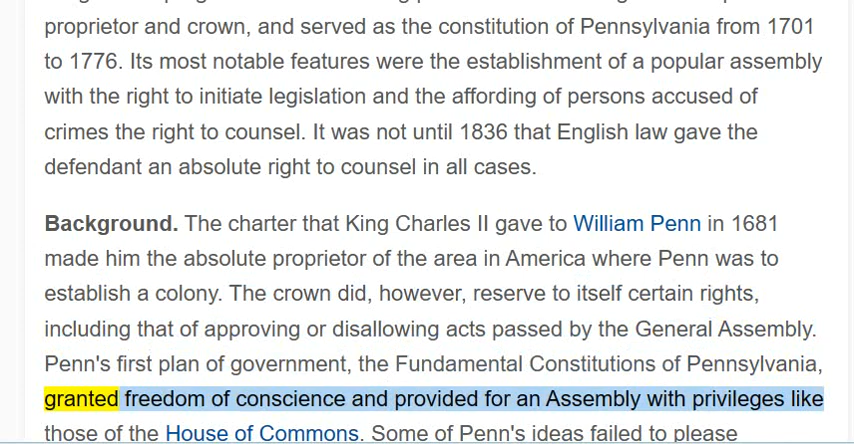 proprietor and crown, and served as the constitution of Pennsylvania from 1701
to 1776. Its most notable features were the establishment of a popular assembly
with the right to initiate legislation and the affording of persons accused of
crimes the right to counsel. It was not until 1836 that English law gave the
defendant an absolute right to counsel in all cases.
Background. The charter that King Charles II gave to William Penn in 1681
made him the absolute proprietor of the area in America where Penn was to
establish a colony. The crown did, however, reserve to itself certain rights,
including that of approving or disallowing acts passed by the General Assembly.
Penn's first plan of government, the Fundamental Constitutions of Pennsylvania,
granted freedom of conscience and provided for an Assembly with privileges like
those of the House of Commons. Some of Penn's ideas failed to please